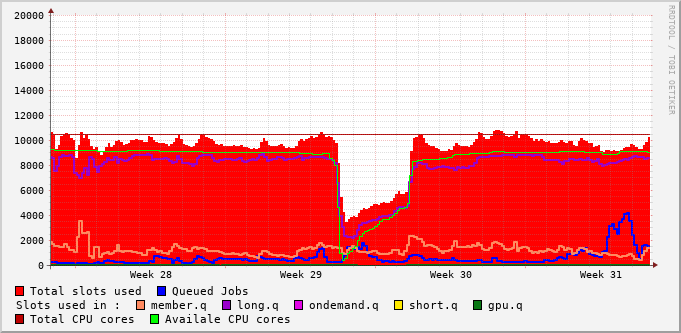 20000
18000
16000
14000
12000
10000
8000
6000
4000
2000
0
Week 28 Week 29 Week 30 Week 31
Total slots used Queued Jobs
Slots used in : member.q long.q ondemand.q short.q gpu.q
Total CPU cores Availale CPU cores
RRDTOOL / TOBI OETIKER